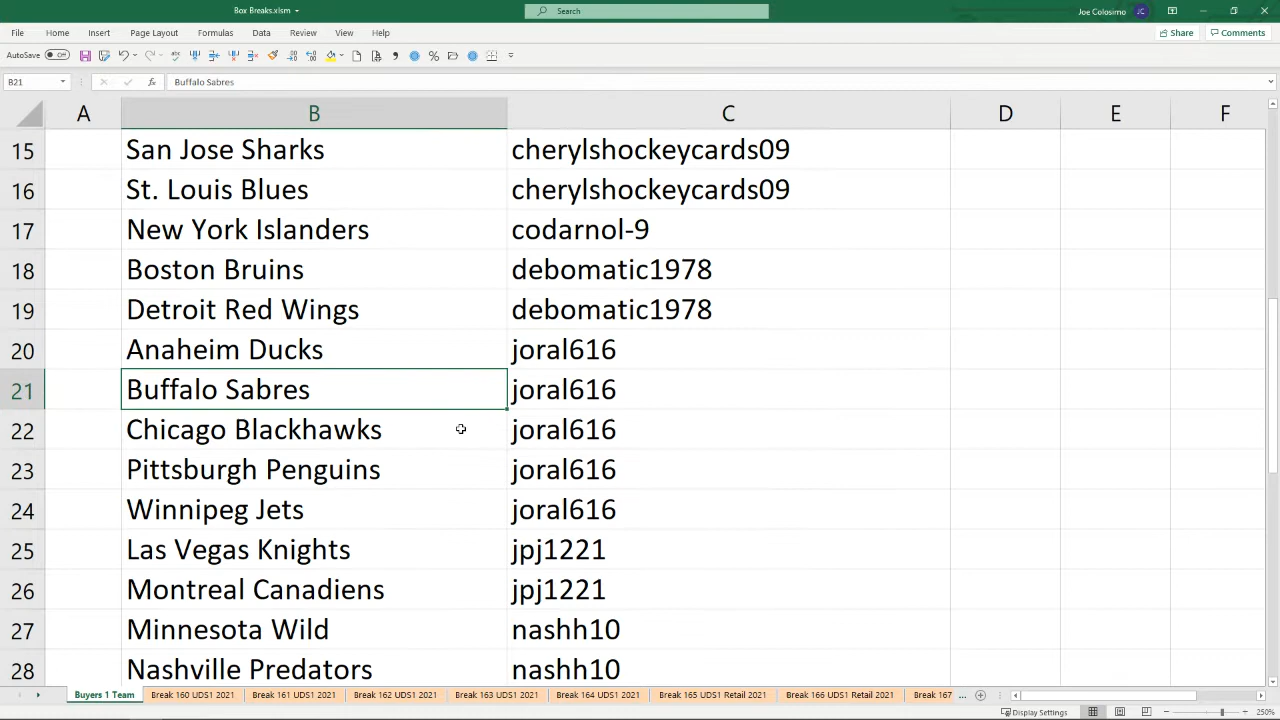 Box Breaks.xlsm
Search
Joe Colosimo
JC
File Home Insert Page Layout Formulas Data Review View Help
Share Comments
AutoSave Off
B21 fx Buffalo Sabres
A B C D E F
15 San Jose Sharks cherylshockeycards09
16 St. Louis Blues cherylshockeycards09
17 New York Islanders codarnol-9
18 Boston Bruins debomatic1978
19 Detroit Red Wings debomatic1978
20 Anaheim Ducks joral616
21 Buffalo Sabres joral616
22 Chicago Blackhawks joral616
23 Pittsburgh Penguins joral616
24 Winnipeg Jets joral616
25 Las Vegas Knights jpj1221
26 Montreal Canadiens jpj1221
27 Minnesota Wild nashh10
28 Nashville Predators nashh10
Buyers 1 Team Break 160 UDS1 2021 Break 161 UDS1 2021 Break 162 UDS1 2021 Break 163 UDS1 2021 Break 164 UDS1 2021 Break 165 UDS1 Retail 2021 Break 166 UDS1 Retail 2021 Break 167 ...
Display Settings 250%